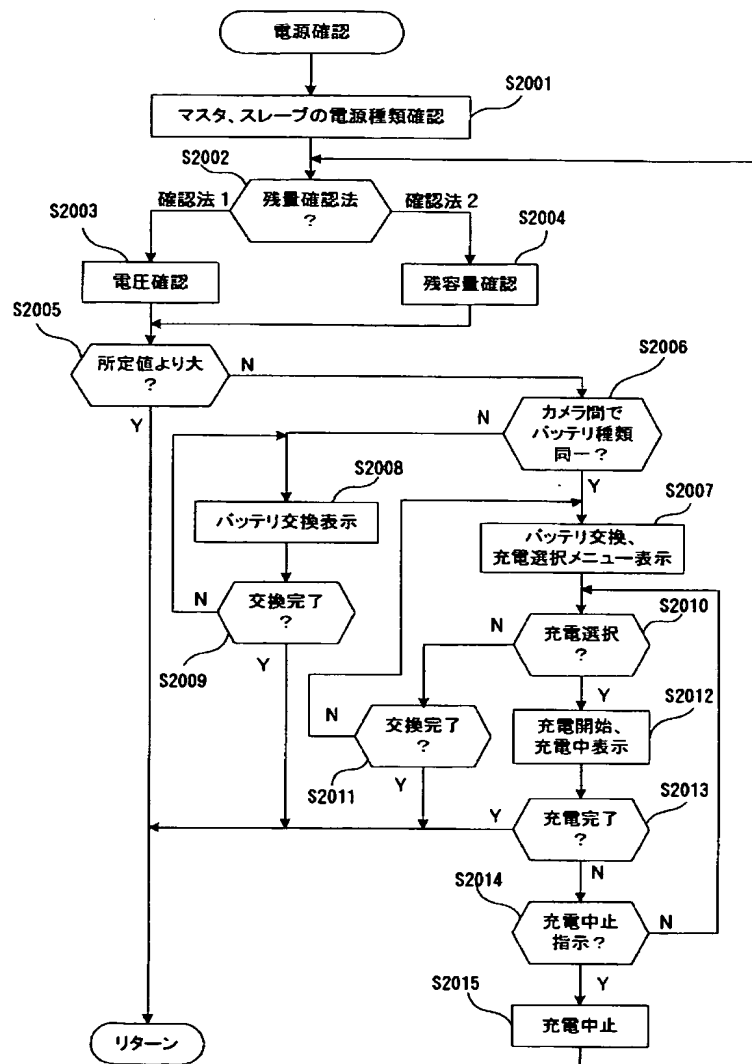 電源確認
S2001
マスタ、スレーブの電源種類確認
S2002
残量確認法
?
確認法1
確認法2
S2003
電圧確認
S2004
残容量確認
S2005
所定値より大
?
N
Y
S2006
カメラ間で
バッテリ種類
同一?
N
Y
S2008
バッテリ交換表示
S2007
バッテリ交換、
充電選択メニュー表示
S2009
交換完了
?
N
Y
S2010
充電選択
?
N
Y
S2011
交換完了
?
N
Y
S2012
充電開始、
充電中表示
S2013
充電完了
?
Y
N
S2014
充電中止
指示?
N
Y
S2015
充電中止
リターン